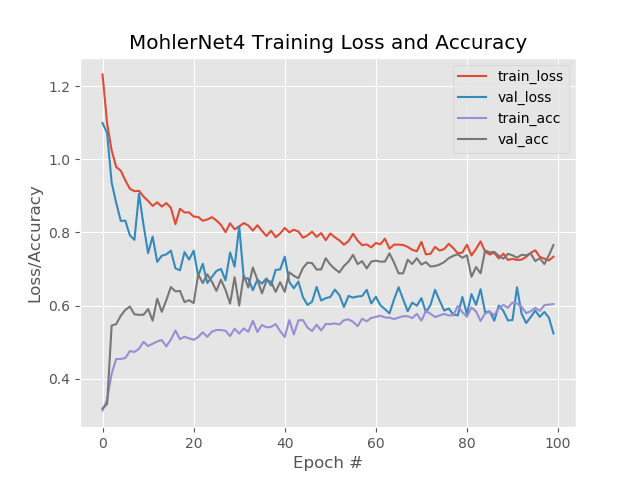 MohlerNet4 Training Loss and Accuracy
train_loss
val_loss
train_acc
val_acc
Loss/Accuracy
1.2
1.0
0.8
0.6
0.4
0 20 40 60 80 100
Epoch #